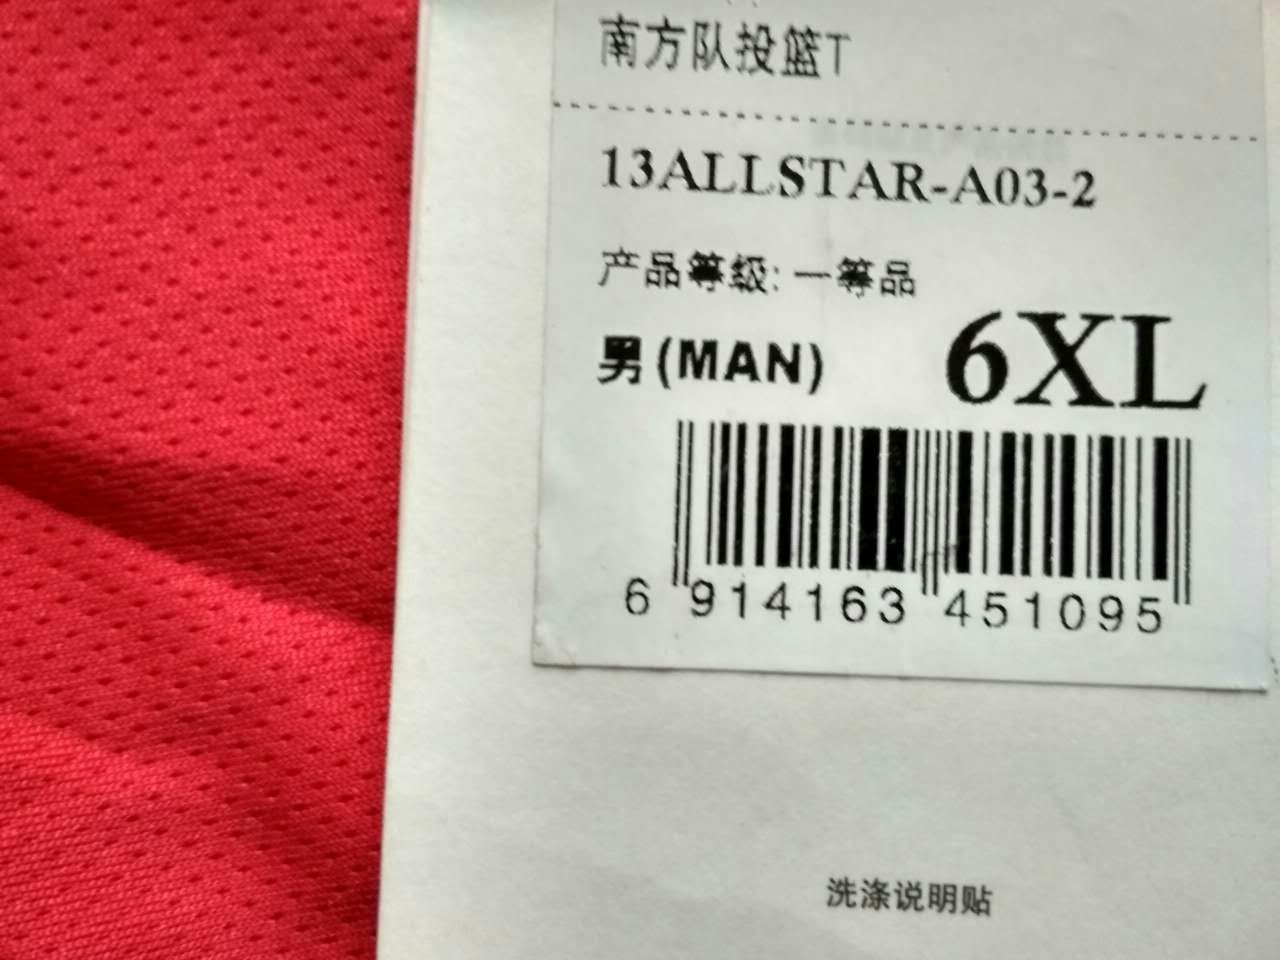 南方队投篮T
13ALLSTAR-A03-2
产品等级: 一等品
男(MAN) 6XL
6 914163 451095
洗涤说明贴